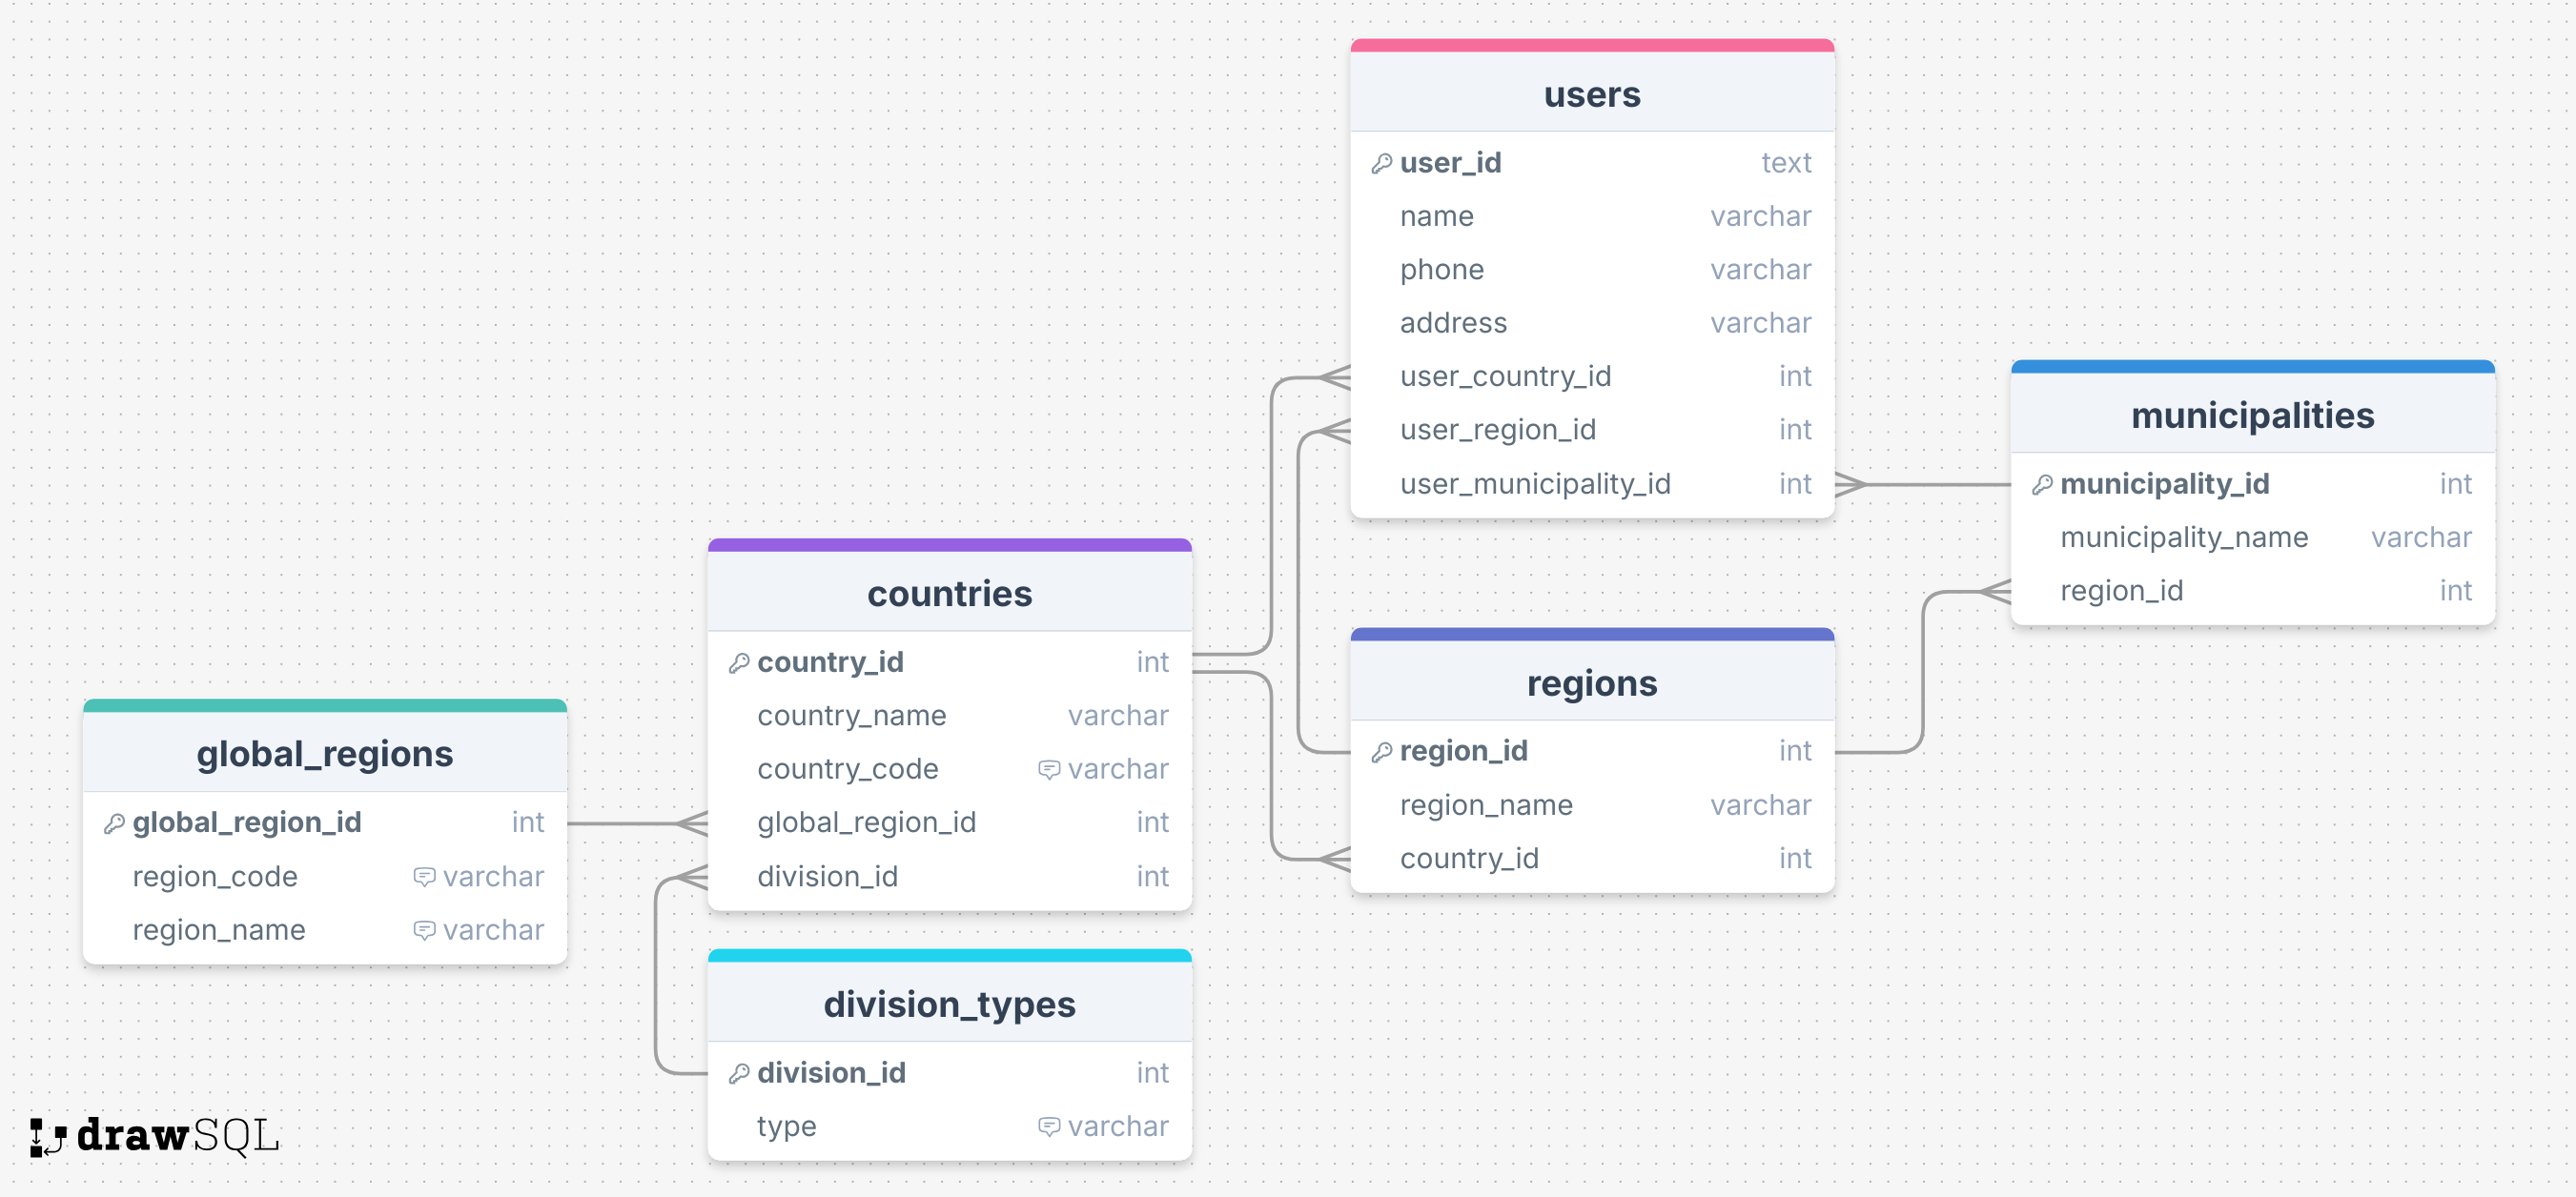 users
user_id text
name varchar
phone varchar
address varchar
user_country_id int
user_region_id int
user_municipality_id int
municipalities
municipality_id int
municipality_name varchar
region_id int
countries
country_id int
country_name varchar
country_code varchar
global_region_id int
division_id int
regions
region_id int
region_name varchar
country_id int
global_regions
global_region_id int
region_code varchar
region_name varchar
division_types
division_id int
type varchar
drawSQL